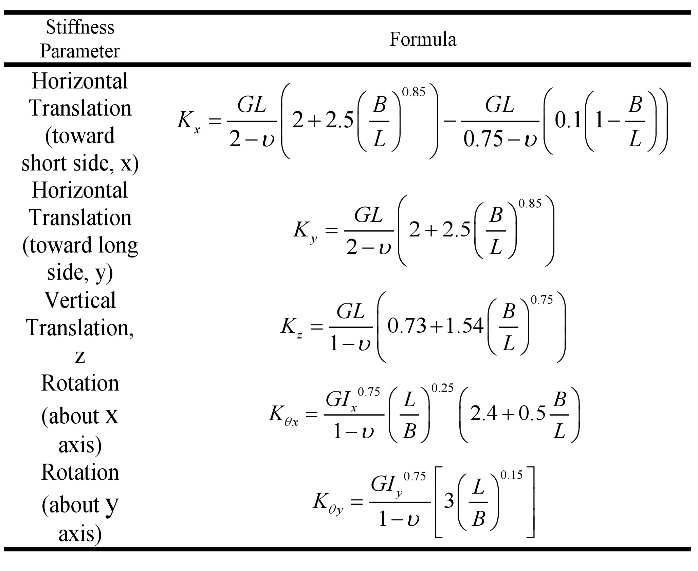 Stiffness
Parameter
Formula
Horizontal
Translation
(toward
short side, x)
K_x = \frac{GL}{2-\upsilon}\left(2+2.5\left(\frac{B}{L}\right)^{0.85}\right)-\frac{GL}{0.75-\upsilon}\left(0.1\left(1-\frac{B}{L}\right)\right)
Horizontal
Translation
(toward long
side, y)
K_y = \frac{GL}{2-\upsilon}\left(2+2.5\left(\frac{B}{L}\right)^{0.85}\right)
Vertical
Translation,
z
K_z = \frac{GL}{1-\upsilon}\left(0.73+1.54\left(\frac{B}{L}\right)^{0.75}\right)
Rotation
(about x
axis)
K_{\theta x} = \frac{GI_x^{0.75}}{1-\upsilon}\left(\frac{L}{B}\right)^{0.25}\left(2.4+0.5\frac{B}{L}\right)
Rotation
(about y
axis)
K_{\theta y} = \frac{GI_y^{0.75}}{1-\upsilon}\left[3\left(\frac{L}{B}\right)^{0.15}\right]